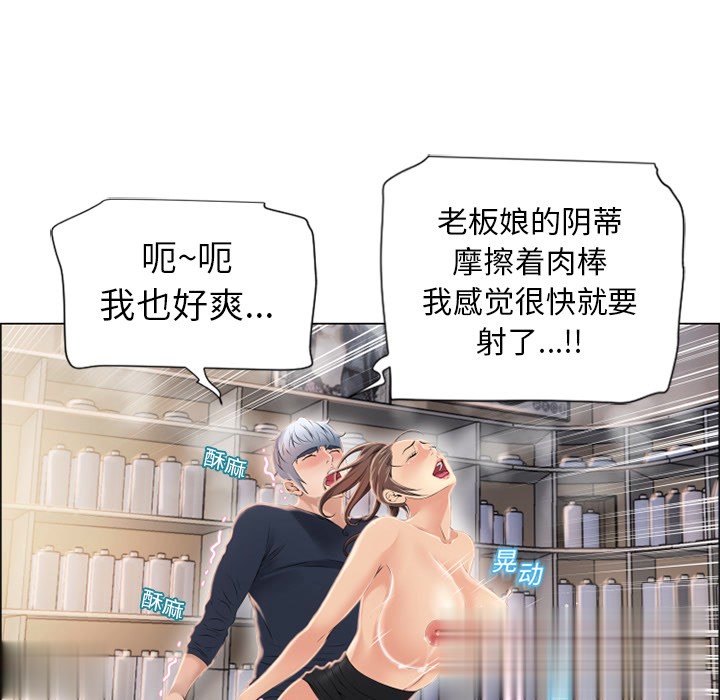 呃~呃
我也好爽...
老板娘的阴蒂
摩擦着肉棒
我感觉很快就要
射了...!!
酥麻
酥麻
晃动